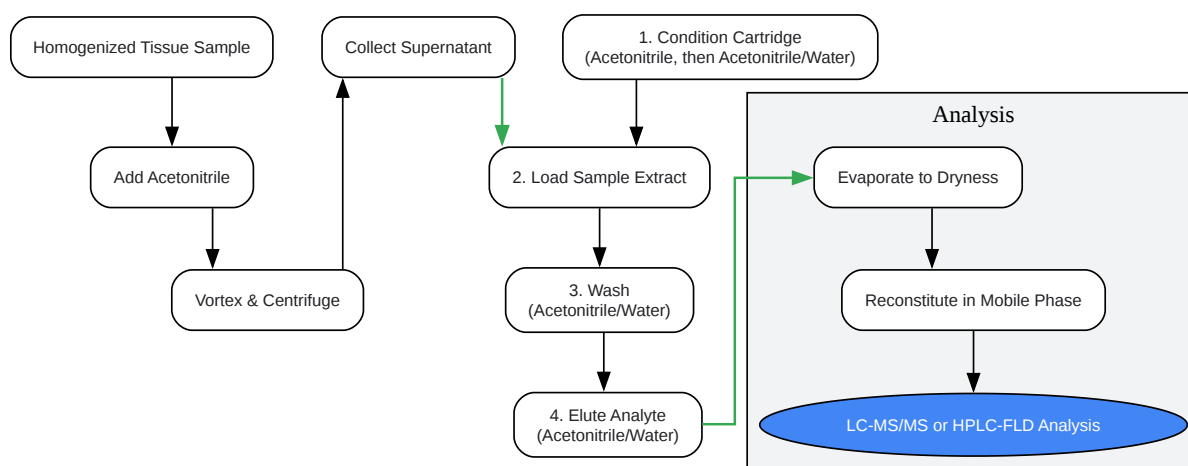 Homogenized Tissue Sample
Add Acetonitrile
Vortex & Centrifuge
Collect Supernatant
1. Condition Cartridge
(Acetonitrile, then Acetonitrile/Water)
2. Load Sample Extract
3. Wash
(Acetonitrile/Water)
4. Elute Analyte
(Acetonitrile/Water)
Analysis
Evaporate to Dryness
Reconstitute in Mobile Phase
LC-MS/MS or HPLC-FLD Analysis